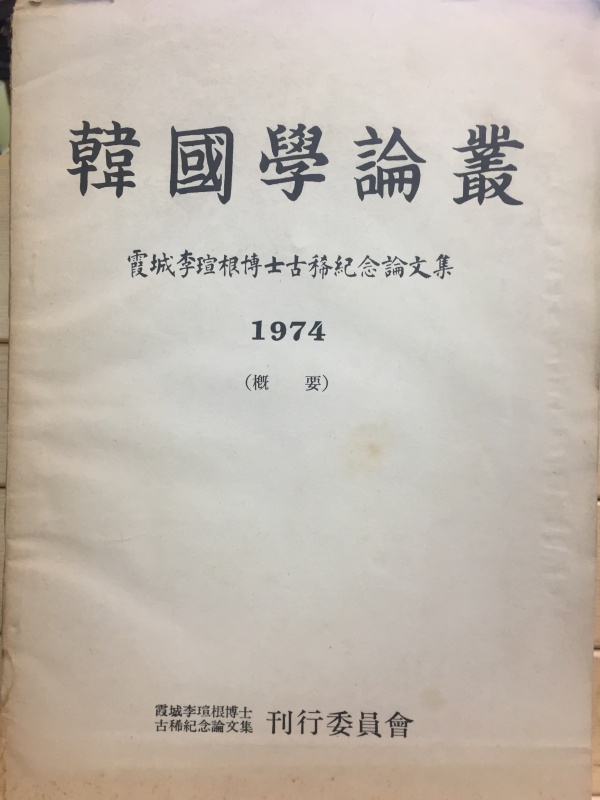 韓國學論叢
霞城李瑄根博士古稀紀念論文集
1974
(概 要)
霞城李瑄根博士
古稀紀念論文集 刊行委員會